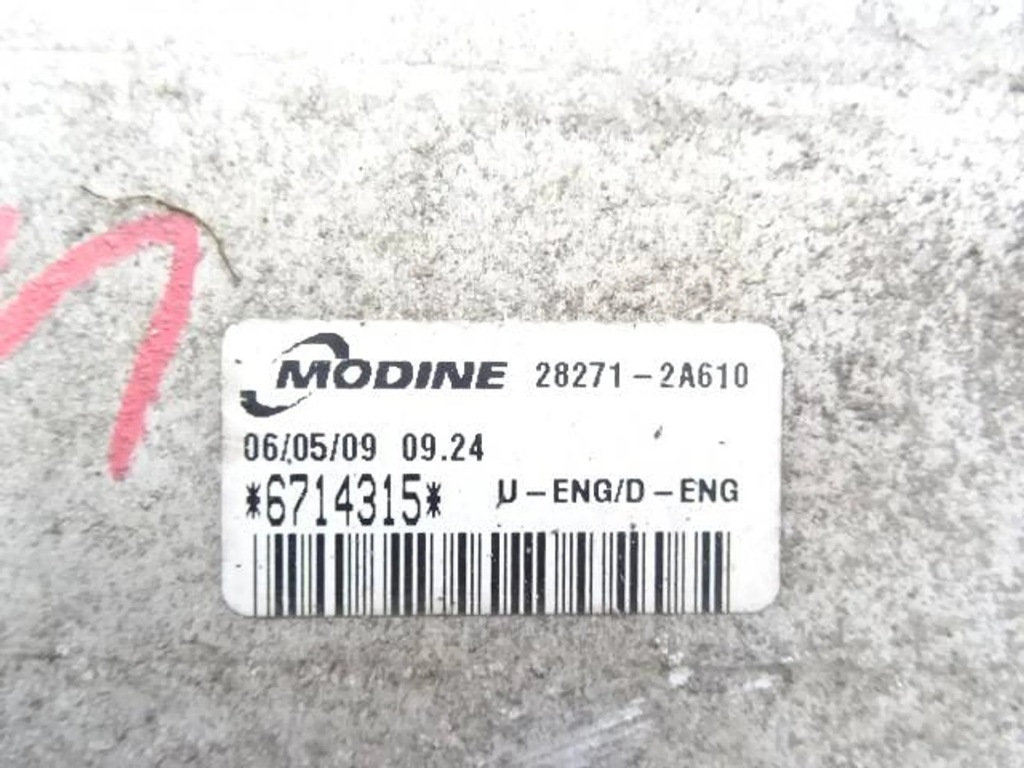 MODINE 28271-2A610
06/05/09 09.24
*6714315* U-ENG/D-ENG